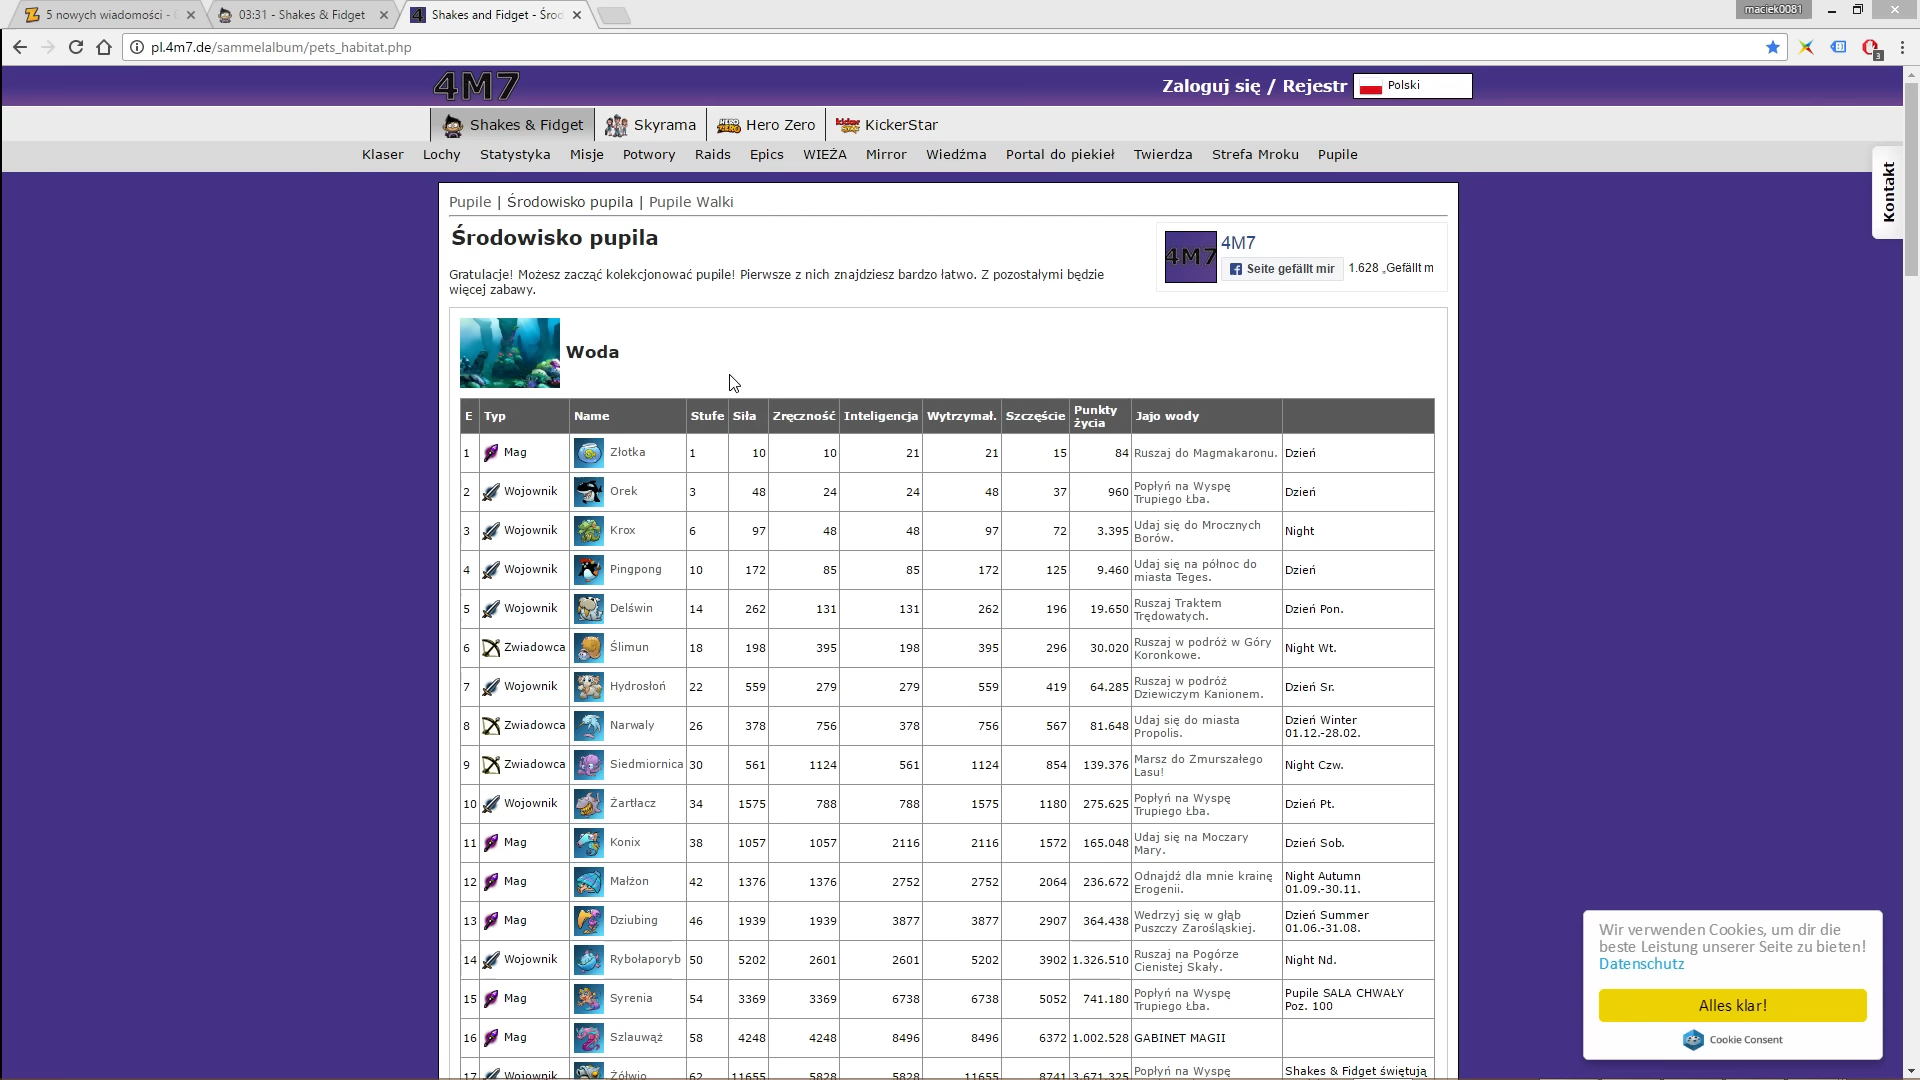 5 nowych wiadomości -
03:31 - Shakes & Fidget
Shakes and Fidget - Środ
maciek0081
pl.4m7.de/sammelalbum/pets_habitat.php
3
4M7
Zaloguj się / Rejestr
Polski
Shakes & Fidget
Skyrama
HERO ZERO
Hero Zero
KickerStar
Klaser Lochy Statystyka Misje Potwory Raids Epics WIEŻA Mirror Wiedźma Portal do piekieł Twierdza Strefa Mroku Pupile
Kontakt
Pupile | Środowisko pupila | Pupile Walki
Środowisko pupila
Gratulacje! Możesz zacząć kolekcjonować pupile! Pierwsze z nich znajdziesz bardzo łatwo. Z pozostałymi będzie
więcej zabawy.
4M7
4M7
Seite gefällt mir
1.628 „Gefällt m
Woda
E Typ Name Stufe Siła Zręczność Inteligencja Wytrzymał. Szczęście Punkty życia Jajo wody
1 Mag Złotka 1 10 10 21 21 15 84 Ruszaj do Magmakaronu. Dzień
2 Wojownik Orek 3 48 24 24 48 37 960 Popłyń na Wyspę Trupiego Łba. Dzień
3 Wojownik Krox 6 97 48 48 97 72 3.395 Udaj się do Mrocznych Borów. Night
4 Wojownik Pingpong 10 172 85 85 172 125 9.460 Udaj się na północ do miasta Teges. Dzień
5 Wojownik Delświn 14 262 131 131 262 196 19.650 Ruszaj Traktem Trędowatych. Dzień Pon.
6 Zwiadowca Ślimun 18 198 395 198 395 296 30.020 Ruszaj w podróż w Góry Koronkowe. Night Wt.
7 Wojownik Hydrosłoń 22 559 279 279 559 419 64.285 Ruszaj w podróż Dziewiczym Kanionem. Dzień Sr.
8 Zwiadowca Narwaly 26 378 756 378 756 567 81.648 Udaj się do miasta Propolis. Dzień Winter 01.12.-28.02.
9 Zwiadowca Siedmiornica 30 561 1124 561 1124 854 139.376 Marsz do Zmurszałego Lasu! Night Czw.
10 Wojownik Żartłacz 34 1575 788 788 1575 1180 275.625 Popłyń na Wyspę Trupiego Łba. Dzień Pt.
11 Mag Konix 38 1057 1057 2116 2116 1572 165.048 Udaj się na Moczary Mary. Dzień Sob.
12 Mag Małżon 42 1376 1376 2752 2752 2064 236.672 Odnajdź dla mnie krainę Erogenii. Night Autumn 01.09.-30.11.
13 Mag Dziubing 46 1939 1939 3877 3877 2907 364.438 Wedrzyj się w głąb Puszczy Zarośląskiej. Dzień Summer 01.06.-31.08.
14 Wojownik Rybołaporyb 50 5202 2601 2601 5202 3902 1.326.510 Ruszaj na Pogórze Cienistej Skały. Night Nd.
15 Mag Syrenia 54 3369 3369 6738 6738 5052 741.180 Popłyń na Wyspę Trupiego Łba. Pupile SALA CHWAŁY Poz. 100
16 Mag Szlauwąż 58 4248 4248 8496 8496 6372 1.002.528 GABINET MAGII
17 Wojownik Żółwio 62 11655 5828 5828 11655 8741 3.671.325 Popłyń na Wyspę Shakes & Fidget świętują
Wir verwenden Cookies, um dir die
beste Leistung unserer Seite zu bieten!
Datenschutz
Alles klar!
Cookie Consent